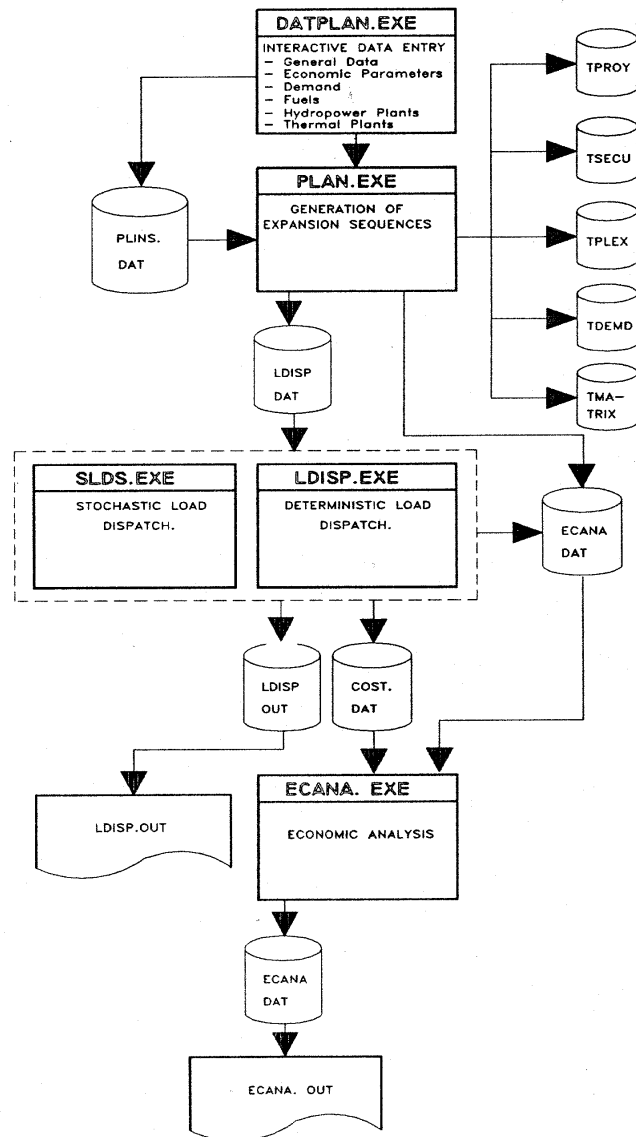 DATPLAN.EXE
INTERACTIVE DATA ENTRY
– General Data
– Economic Parameters
– Demand
– Fuels
– Hydropower Plants
– Thermal Plants
TPROY
TSECU
PLAN.EXE
GENERATION OF
EXPANSION SEQUENCES
PLINS.
DAT
TPLEX
TDEMD
LDISP
DAT
TMA-
TRIX
SLDS.EXE
STOCHASTIC LOAD
DISPATCH.
LDISP.EXE
DETERMINISTIC LOAD
DISPATCH.
ECANA
DAT
LDISP
OUT
COST.
DAT
LDISP.OUT
ECANA. EXE
ECONOMIC ANALYSIS
ECANA
DAT
ECANA. OUT